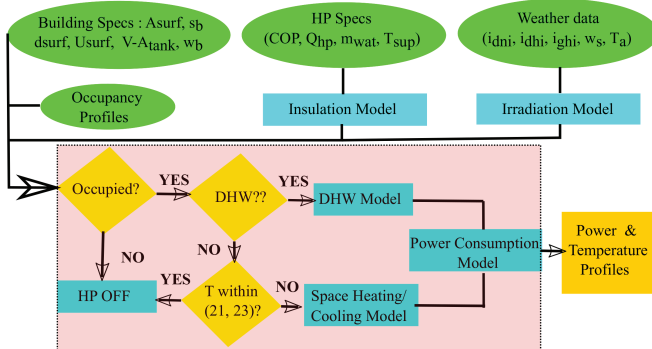 Building Specs : Asurf, sb
dsurf, Usurf, V-Atank, wb
HP Specs
(COP, Qhp, mwat, Tsup)
Weather data
(idni, idhi, ighi, ws, Ta)
Occupancy
Profiles
Insulation Model
Irradiation Model
Occupied?
YES
DHW??
YES
DHW Model
NO
NO
Power Consumption
Model
Power &
Temperature
Profiles
HP OFF
YES
T within
(21, 23)?
NO
Space Heating/
Cooling Model